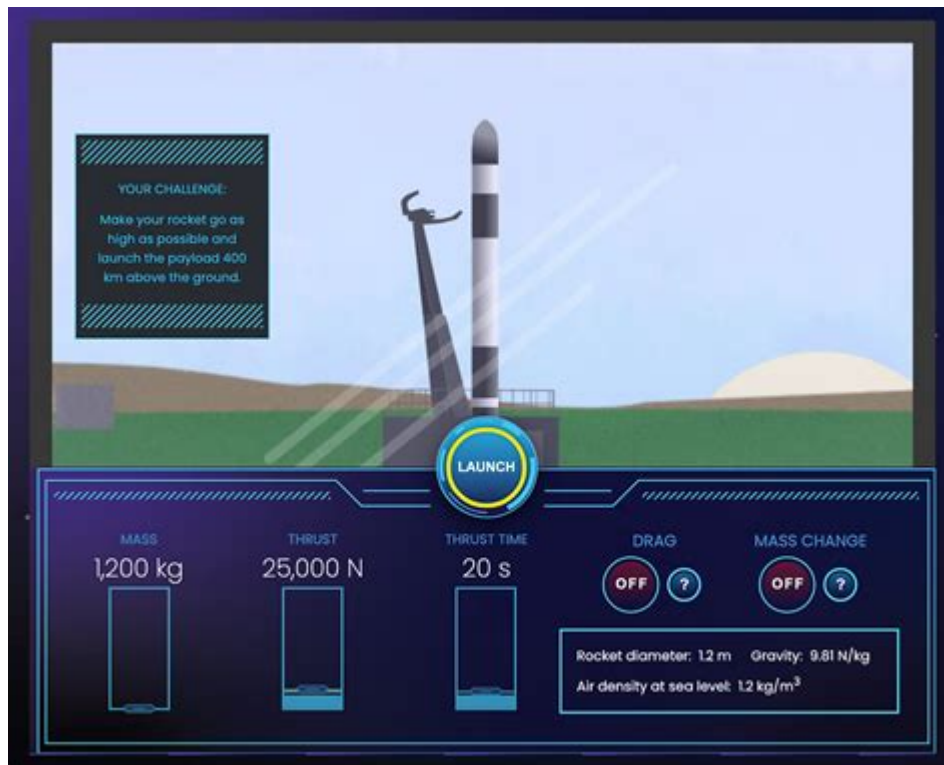 YOUR CHALLENGE:
Make your rocket go as
high as possible and
launch the payload 400
km above the ground.
LAUNCH
MASS
1,200 kg
THRUST
25,000 N
THRUST TIME
20 s
DRAG
OFF ?
MASS CHANGE
OFF ?
Rocket diameter: 1.2 m Gravity: 9.81 N/kg
Air density at sea level: 1.2 kg/m³